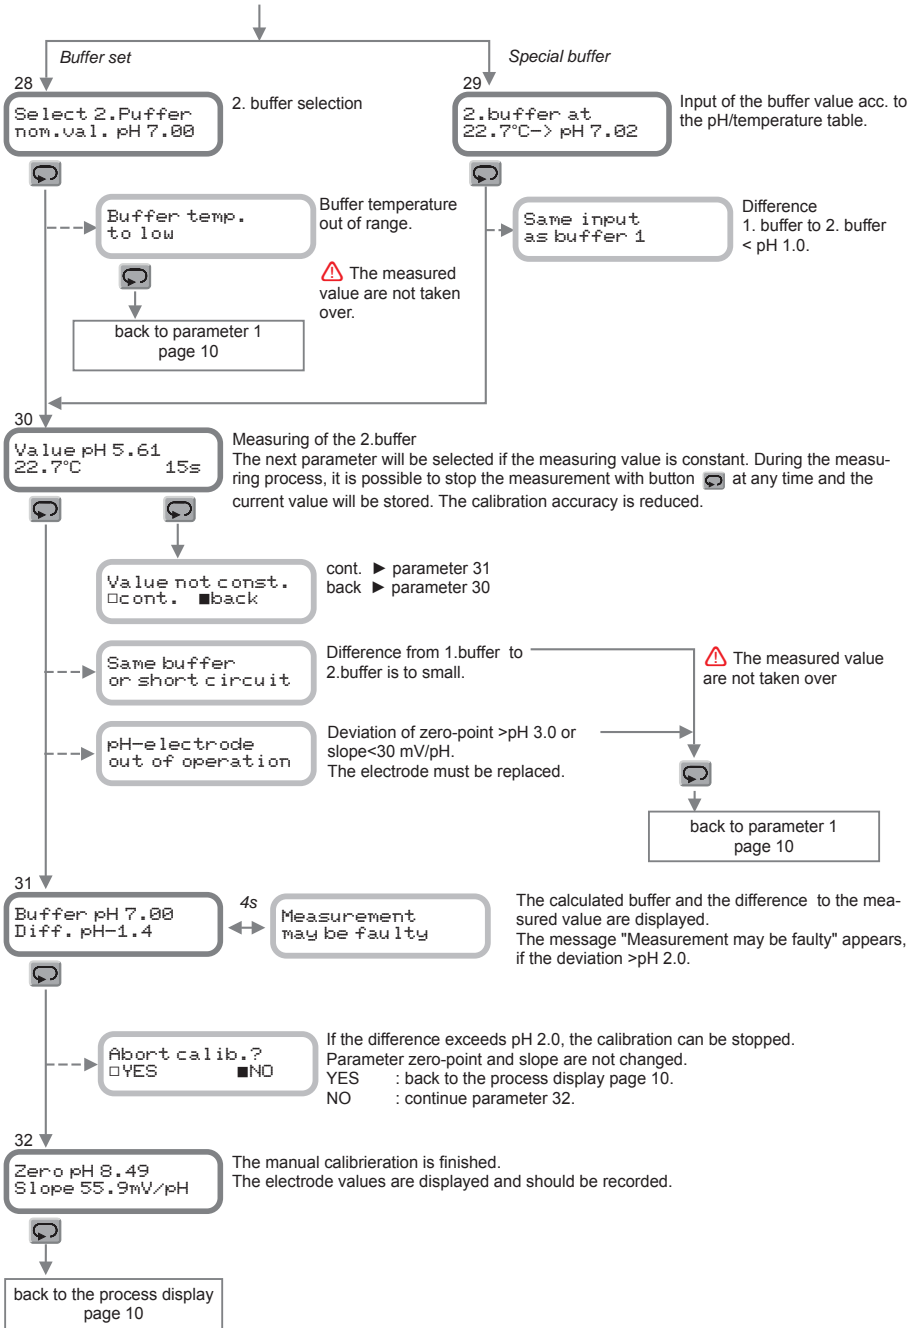 Buffer set
Special buffer
28
Select 2.Puffer
nom.val. pH 7.00
2. buffer selection
29
2.buffer at
22.7°C-> pH 7.02
Input of the buffer value acc. to
the pH/temperature table.
Buffer temp.
to low
Buffer temperature
out of range.
The measured
value are not taken
over.
Same input
as buffer 1
Difference
1. buffer to 2. buffer
< pH 1.0.
back to parameter 1
page 10
30
Value pH 5.61
22.7°C 15s
Measuring of the 2.buffer
The next parameter will be selected if the measuring value is constant. During the measu-
ring process, it is possible to stop the measurement with button at any time and the
current value will be stored. The calibration accuracy is reduced.
Value not const.
□cont. ■back
cont. ► parameter 31
back ► parameter 30
Same buffer
or short circuit
Difference from 1.buffer to
2.buffer is to small.
The measured value
are not taken over
pH-electrode
out of operation
Deviation of zero-point >pH 3.0 or
slope<30 mV/pH.
The electrode must be replaced.
back to parameter 1
page 10
31
Buffer pH 7.00
Diff. pH-1.4
4s
Measurement
may be faulty
The calculated buffer and the difference to the mea-
sured value are displayed.
The message "Measurement may be faulty" appears,
if the deviation >pH 2.0.
Abort calib.?
□YES ■NO
If the difference exceeds pH 2.0, the calibration can be stopped.
Parameter zero-point and slope are not changed.
YES : back to the process display page 10.
NO : continue parameter 32.
32
Zero pH 8.49
Slope 55.9mV/pH
The manual calibrieration is finished.
The electrode values are displayed and should be recorded.
back to the process display
page 10